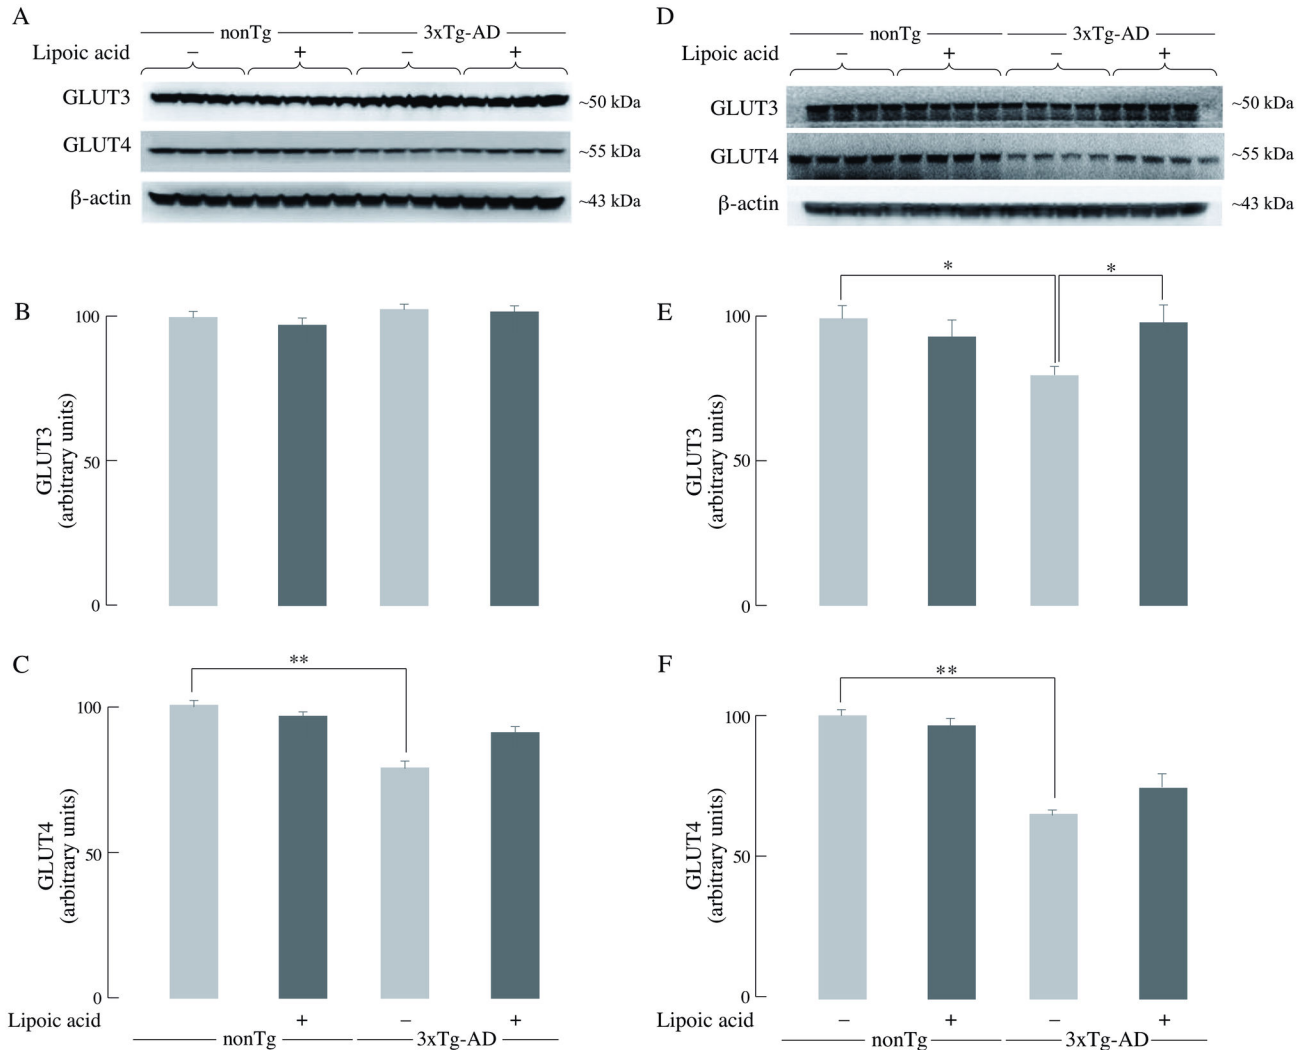 A
nonTg 3xTg-AD
Lipoic acid − + − +
GLUT3 ~50 kDa
GLUT4 ~55 kDa
β-actin ~43 kDa
D
nonTg 3xTg-AD
Lipoic acid − + − +
GLUT3 ~50 kDa
GLUT4 ~55 kDa
β-actin ~43 kDa
B
100
50
0
GLUT3
(arbitrary units)
E
* *
100
50
0
GLUT3
(arbitrary units)
C
**
100
50
0
GLUT4
(arbitrary units)
Lipoic acid + − +
nonTg 3xTg-AD
F
**
100
50
0
GLUT4
(arbitrary units)
Lipoic acid − + − +
nonTg 3xTg-AD